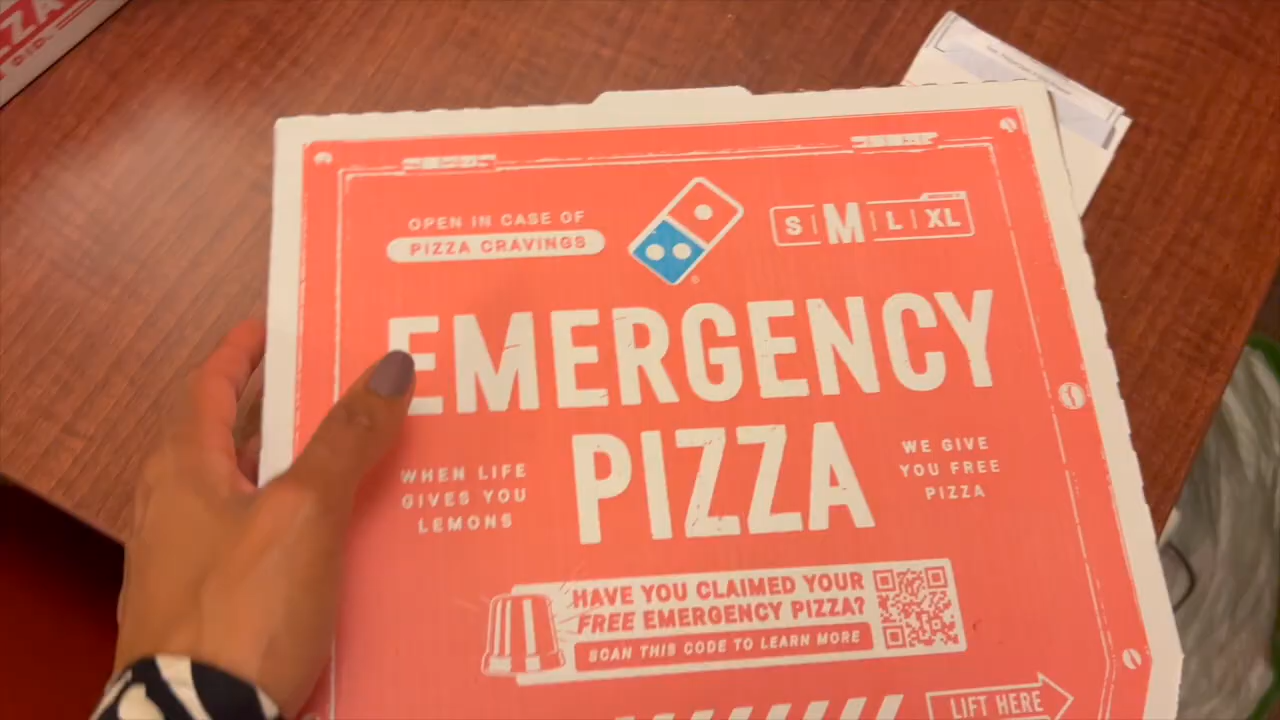 OPEN IN CASE OF
PIZZA CRAVINGS
S M L XL
EMERGENCY
PIZZA
WHEN LIFE
GIVES YOU
LEMONS
WE GIVE
YOU FREE
PIZZA
HAVE YOU CLAIMED YOUR
FREE EMERGENCY PIZZA?
SCAN THIS CODE TO LEARN MORE
LIFT HERE